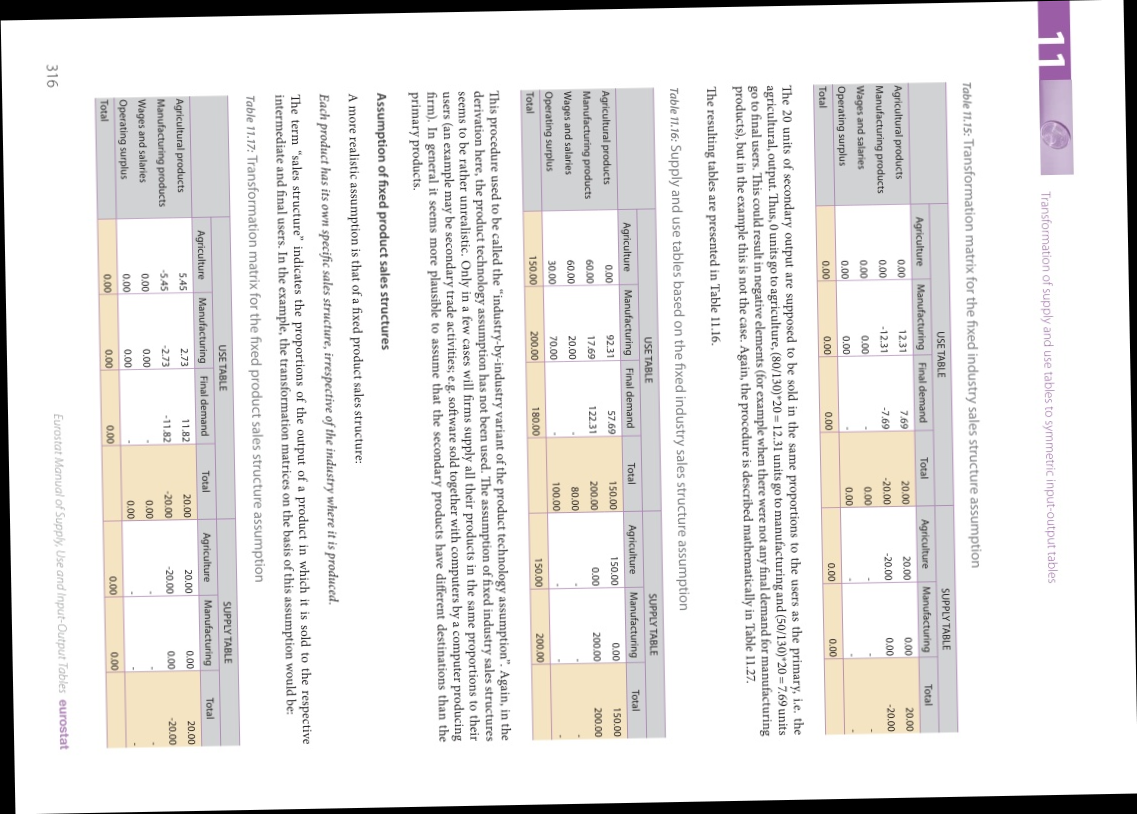 11
Transformation of supply and use tables to symmetric input-output tables
Table 11.15: Transformation matrix for the fixed industry sales structure assumption
USE TABLE SUPPLY TABLE
Agriculture Manufacturing Final demand Total Agriculture Manufacturing Total
Agricultural products 0.00 12.31 7.69 20.00 20.00 0.00 20.00
Manufacturing products 0.00 -12.31 -7.69 -20.00 -20.00 0.00 -20.00
Wages and salaries 0.00 0.00 - 0.00 - - -
Operating surplus 0.00 0.00 - 0.00 - - -
Total 0.00 0.00 0.00 0.00 0.00
The 20 units of secondary output are supposed to be sold in the same proportions to the users as the primary, i.e. the
agricultural, output. Thus, 0 units go to agriculture, (80/130)*20 = 12.31 units go to manufacturing and (50/130)*20 = 7.69 units
go to final users. This could result in negative elements (for example when there were not any final demand for manufacturing
products), but in the example this is not the case. Again, the procedure is described mathematically in Table 11.27.
The resulting tables are presented in Table 11.16.
Table 11.16: Supply and use tables based on the fixed industry sales structure assumption
USE TABLE SUPPLY TABLE
Agriculture Manufacturing Final demand Total Agriculture Manufacturing Total
Agricultural products 0.00 92.31 57.69 150.00 150.00 0.00 150.00
Manufacturing products 60.00 17.69 122.31 200.00 0.00 200.00 200.00
Wages and salaries 60.00 20.00 - 80.00 - - -
Operating surplus 30.00 70.00 - 100.00 - - -
Total 150.00 200.00 180.00 150.00 200.00
This procedure used to be called the "industry-by-industry variant of the product technology assumption". Again, in the
derivation here, the product technology assumption has not been used. The assumption of fixed industry sales structures
seems to be rather unrealistic. Only in a few cases will firms supply all their products in the same proportions to their
users (an example may be secondary trade activities; e.g. software sold together with computers by a computer producing
firm). In general it seems more plausible to assume that the secondary products have different destinations than the
primary products.
Assumption of fixed product sales structures
A more realistic assumption is that of a fixed product sales structure:
Each product has its own specific sales structure, irrespective of the industry where it is produced.
The term "sales structure" indicates the proportions of the output of a product in which it is sold to the respective
intermediate and final users. In the example, the transformation matrices on the basis of this assumption would be:
Table 11.17: Transformation matrix for the fixed product sales structure assumption
USE TABLE SUPPLY TABLE
Agriculture Manufacturing Final demand Total Agriculture Manufacturing Total
Agricultural products 5.45 2.73 11.82 20.00 20.00 0.00 20.00
Manufacturing products -5.45 -2.73 -11.82 -20.00 -20.00 0.00 -20.00
Wages and salaries 0.00 0.00 - 0.00 - - -
Operating surplus 0.00 0.00 - 0.00 - - -
Total 0.00 0.00 0.00 0.00 0.00
316
Eurostat Manual of Supply, Use and Input-Output Tables eurostat